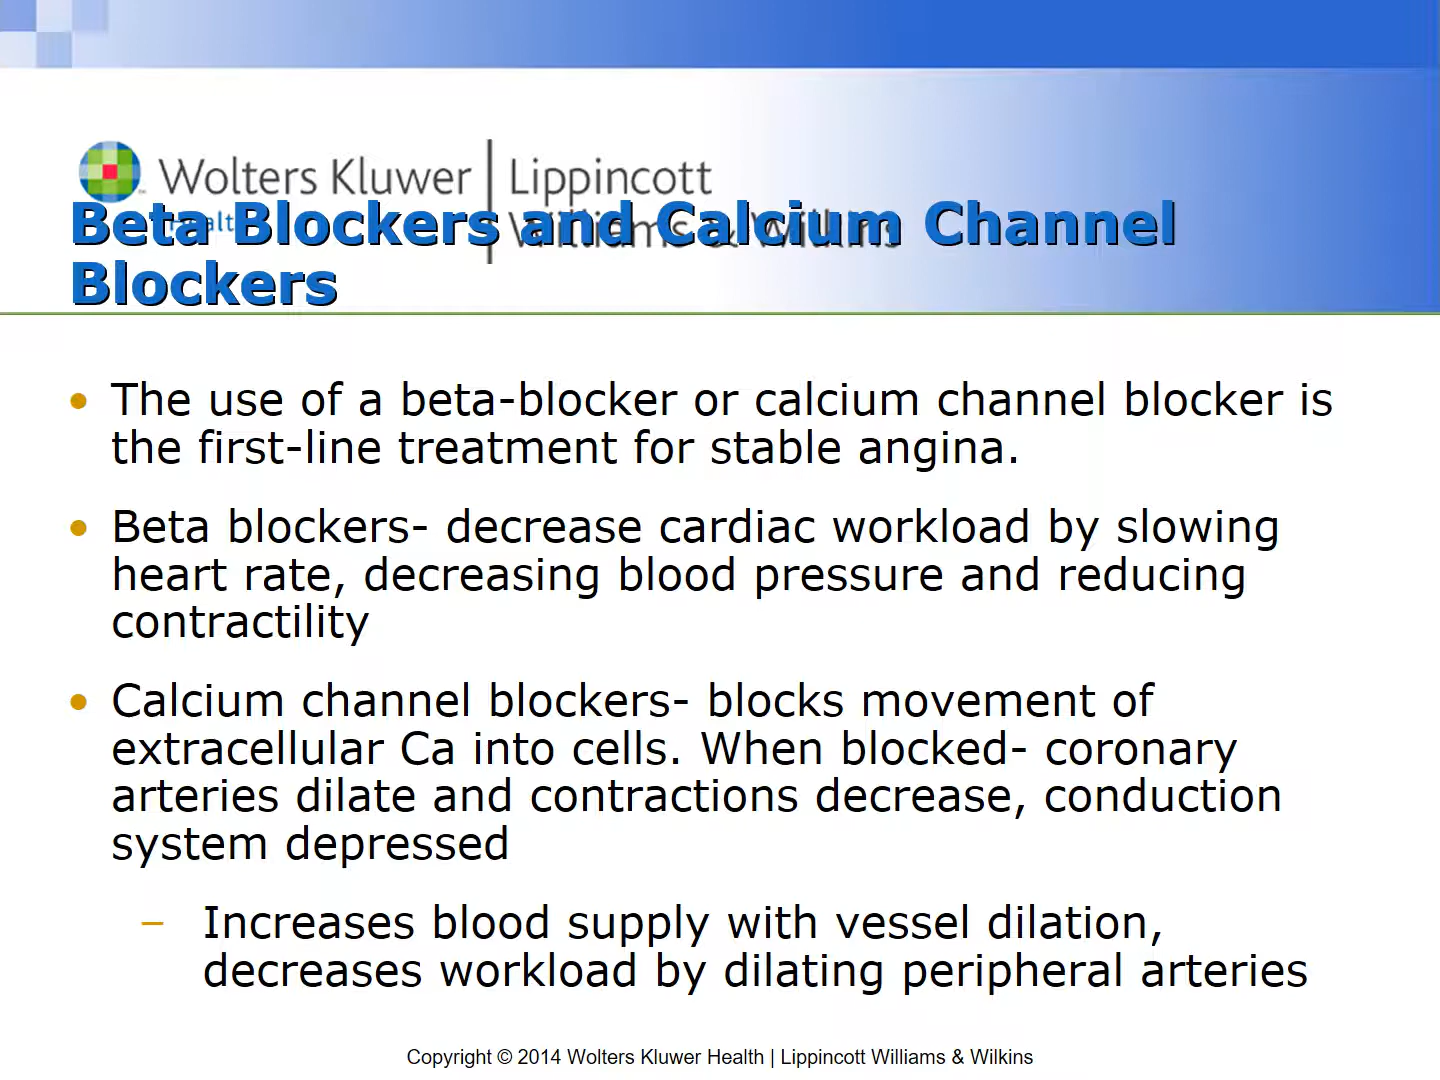 Wolters Kluwer | Lippincott
Health Williams & Wilkins
Beta Blockers and Calcium Channel
Blockers
• The use of a beta-blocker or calcium channel blocker is
the first-line treatment for stable angina.
• Beta blockers- decrease cardiac workload by slowing
heart rate, decreasing blood pressure and reducing
contractility
• Calcium channel blockers- blocks movement of
extracellular Ca into cells. When blocked- coronary
arteries dilate and contractions decrease, conduction
system depressed
– Increases blood supply with vessel dilation,
decreases workload by dilating peripheral arteries
Copyright © 2014 Wolters Kluwer Health | Lippincott Williams & Wilkins